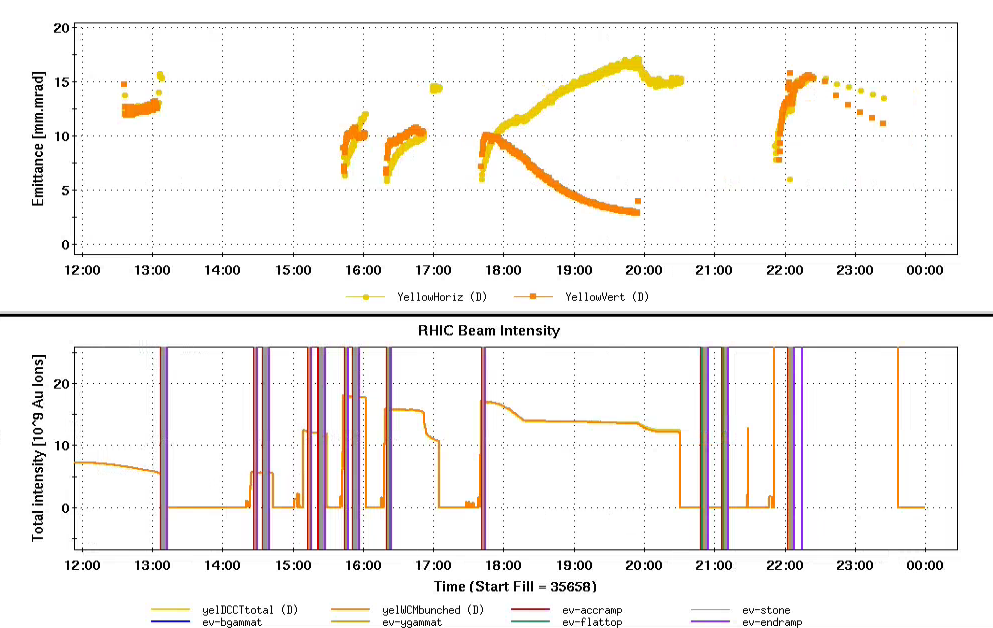 20
15
10
5
0
Emittance [mm.mrad]
12:00 13:00 14:00 15:00 16:00 17:00 18:00 19:00 20:00 21:00 22:00 23:00 00:00
YellowHoriz (D) YellowVert (D)
RHIC Beam Intensity
20
10
0
Total intensity [10^9 Au Ions]
12:00 13:00 14:00 15:00 16:00 17:00 18:00 19:00 20:00 21:00 22:00 23:00 00:00
Time (Start Fill = 35658)
yelDCCTtotal (D) yelWCMbunched (D) ev-accramp ev-stone
ev-bgammat ev-ygammat ev-flattop ev-endramp